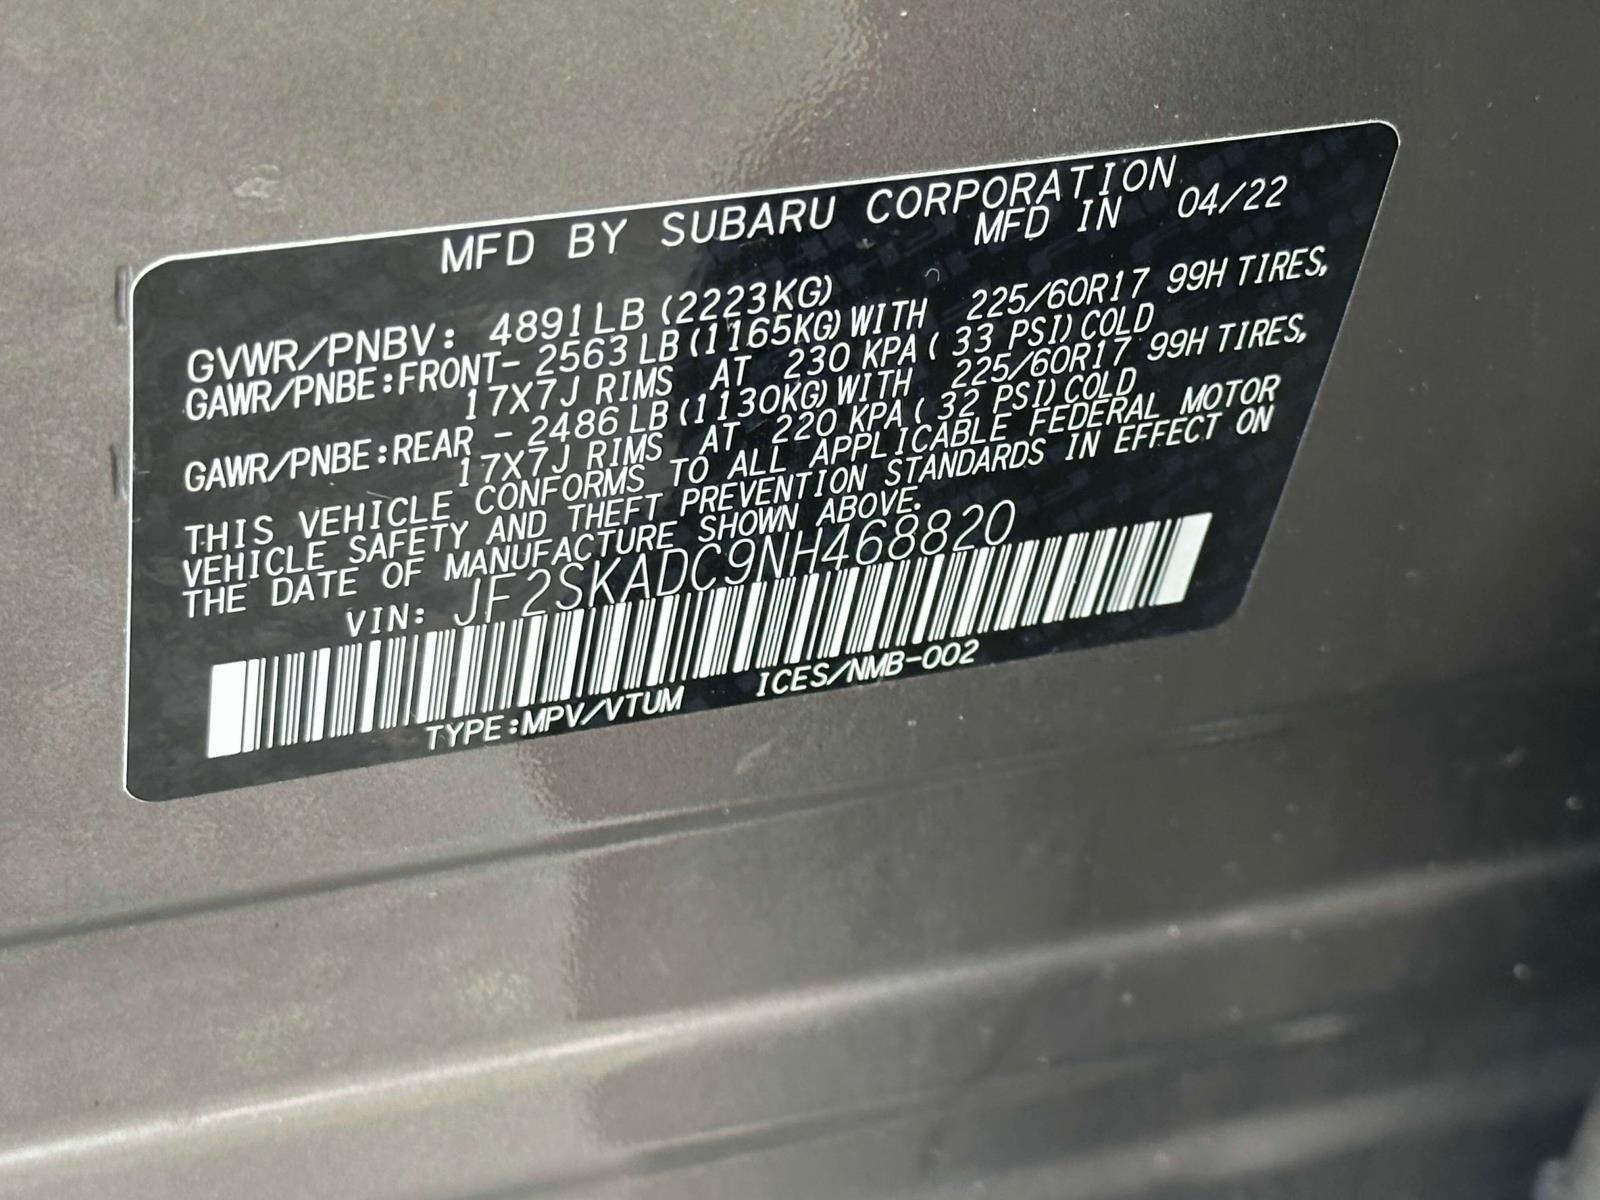 MFD BY SUBARU CORPORATION
MFD IN 04/22
GVWR/PNBV: 4891LB (2223KG)
GAWR/PNBE:FRONT- 2563 LB (1165KG) WITH 225/60R17 99H TIRES,
17X7J RIMS AT 230 KPA ( 33 PSI) COLD
GAWR/PNBE:REAR - 2486 LB (1130KG) WITH 225/60R17 99H TIRES,
17X7J RIMS AT 220 KPA ( 32 PSI) COLD
THIS VEHICLE CONFORMS TO ALL APPLICABLE FEDERAL MOTOR
VEHICLE SAFETY AND THEFT PREVENTION STANDARDS IN EFFECT ON
THE DATE OF MANUFACTURE SHOWN ABOVE.
VIN: JF2SKADC9NH468820
TYPE:MPV/VTUM ICES/NMB-002